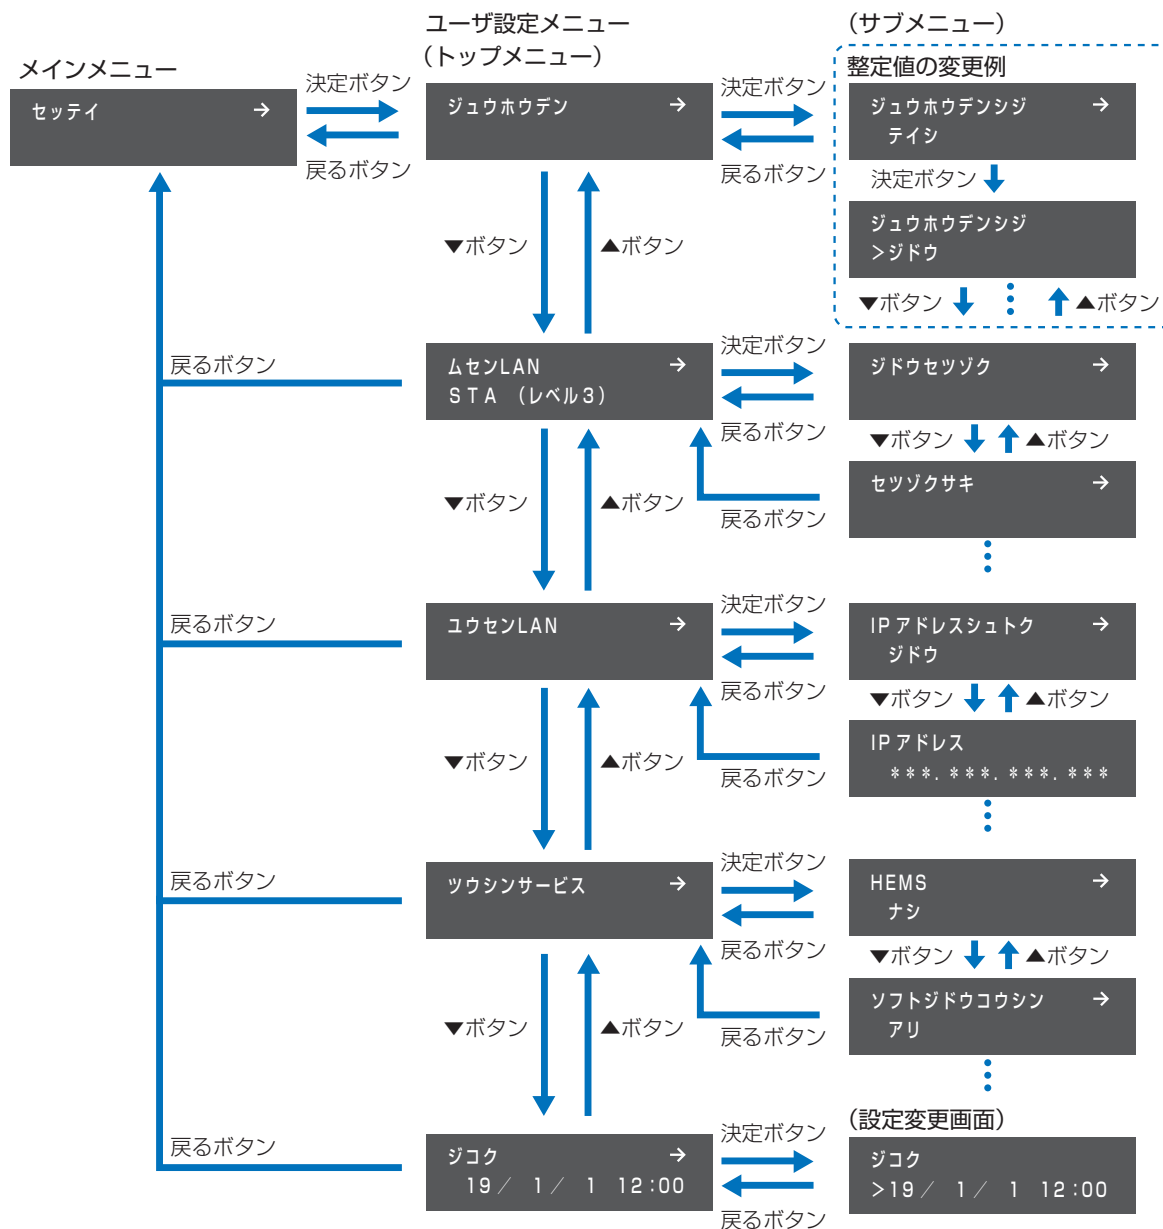 ユーザ設定メニュー
（トップメニュー）
（サブメニュー）
メインメニュー
整定値の変更例
セッテイ →
決定ボタン
戻るボタン
ジュウホウデン →
決定ボタン
戻るボタン
ジュウホウデンシジ →
テイシ
決定ボタン
ジュウホウデンシジ
>ジドウ
▼ボタン
▲ボタン
▼ボタン
▲ボタン
戻るボタン
ムセンLAN →
STA （レベル3）
決定ボタン
戻るボタン
ジドウセツゾク →
▼ボタン
▲ボタン
セツゾクサキ →
戻るボタン
▼ボタン
▲ボタン
戻るボタン
ユウセンLAN →
決定ボタン
戻るボタン
IPアドレスシュトク →
ジドウ
▼ボタン
▲ボタン
IPアドレス
***.***.***.***
戻るボタン
▼ボタン
▲ボタン
戻るボタン
ツウシンサービス →
決定ボタン
戻るボタン
HEMS →
ナシ
▼ボタン
▲ボタン
ソフトジドウコウシン →
アリ
戻るボタン
▼ボタン
▲ボタン
戻るボタン
ジコク →
19/ 1/ 1 12:00
決定ボタン
戻るボタン
（設定変更画面）
ジコク
>19/ 1/ 1 12:00